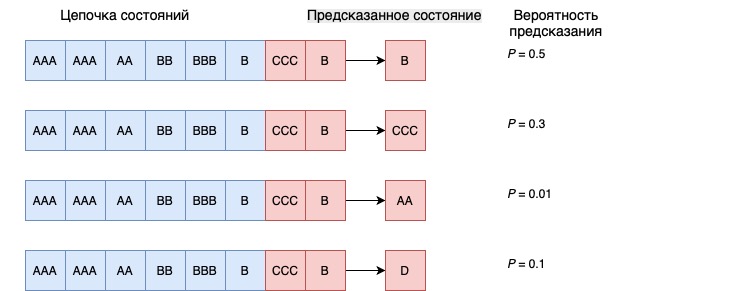 Цепочка состояний Предсказанное состояние Вероятность
предсказания
AAA AAA AA BB BBB B CCC B B P = 0.5
AAA AAA AA BB BBB B CCC B CCC P = 0.3
AAA AAA AA BB BBB B CCC B AA P = 0.01
AAA AAA AA BB BBB B CCC B D P = 0.1